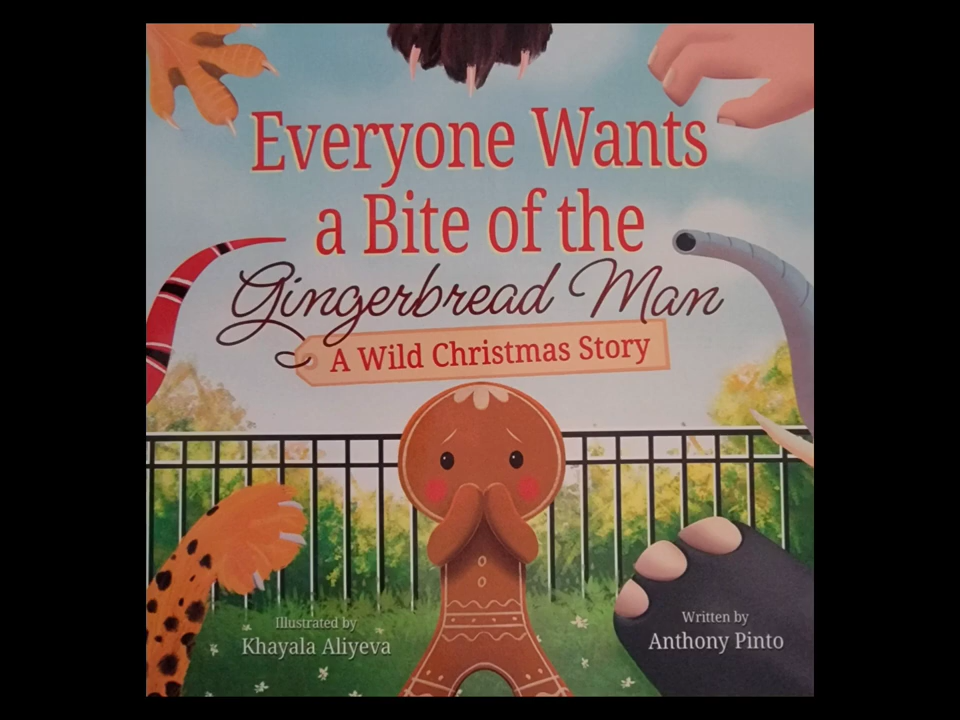 Everyone Wants
a Bite of the
Gingerbread Man
A Wild Christmas Story
Illustrated by
Khayala Aliyeva
Written by
Anthony Pinto